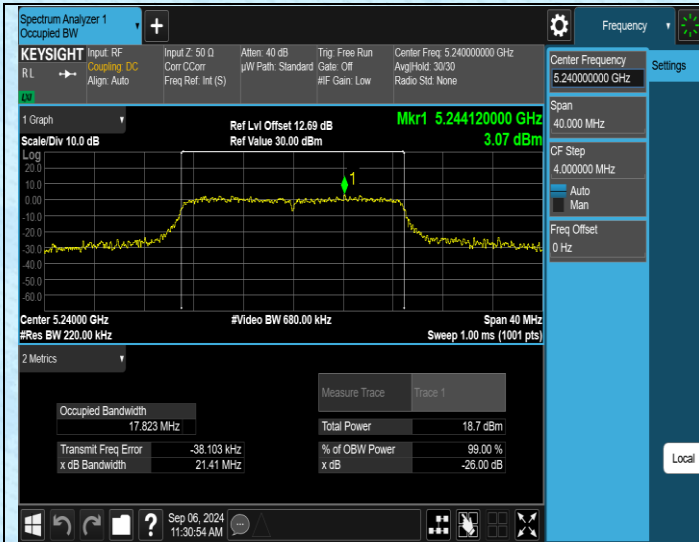 Spectrum Analyzer 1
Occupied BW
+
Frequency
KEYSIGHT
RL
LU
Input: RF
Coupling: DC
Align: Auto
Input Z: 50 Ω
Corr CCorr
Freq Ref: Int (S)
Atten: 40 dB
µW Path: Standard
Trig: Free Run
Gate: Off
#IF Gain: Low
Center Freq: 5.240000000 GHz
Avg|Hold: 30/30
Radio Std: None
Center Frequency
5.240000000 GHz
Settings
Span
40.000 MHz
CF Step
4.000000 MHz
Auto
Man
Freq Offset
0 Hz
1 Graph
Scale/Div 10.0 dB
Ref Lvl Offset 12.69 dB
Ref Value 30.00 dBm
Mkr1 5.244120000 GHz
3.07 dBm
Log
20.0
10.0
0.00
-10.0
-20.0
-30.0
-40.0
-50.0
-60.0
1
Center 5.24000 GHz
#Res BW 220.00 kHz
#Video BW 680.00 kHz
Span 40 MHz
Sweep 1.00 ms (1001 pts)
2 Metrics
Measure Trace
Trace 1
Occupied Bandwidth
17.823 MHz
Total Power
18.7 dBm
Transmit Freq Error
-38.103 kHz
% of OBW Power
99.00 %
x dB Bandwidth
21.41 MHz
x dB
-26.00 dB
Local
?
Sep 06, 2024
11:30:54 AM